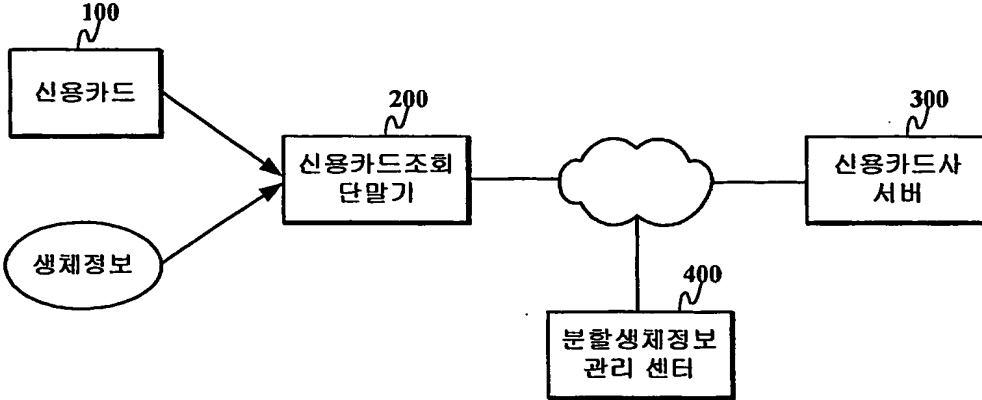 100
신용카드
200
신용카드조회
단말기
300
신용카드사
서버
생체정보
400
분할생체정보
관리 센터